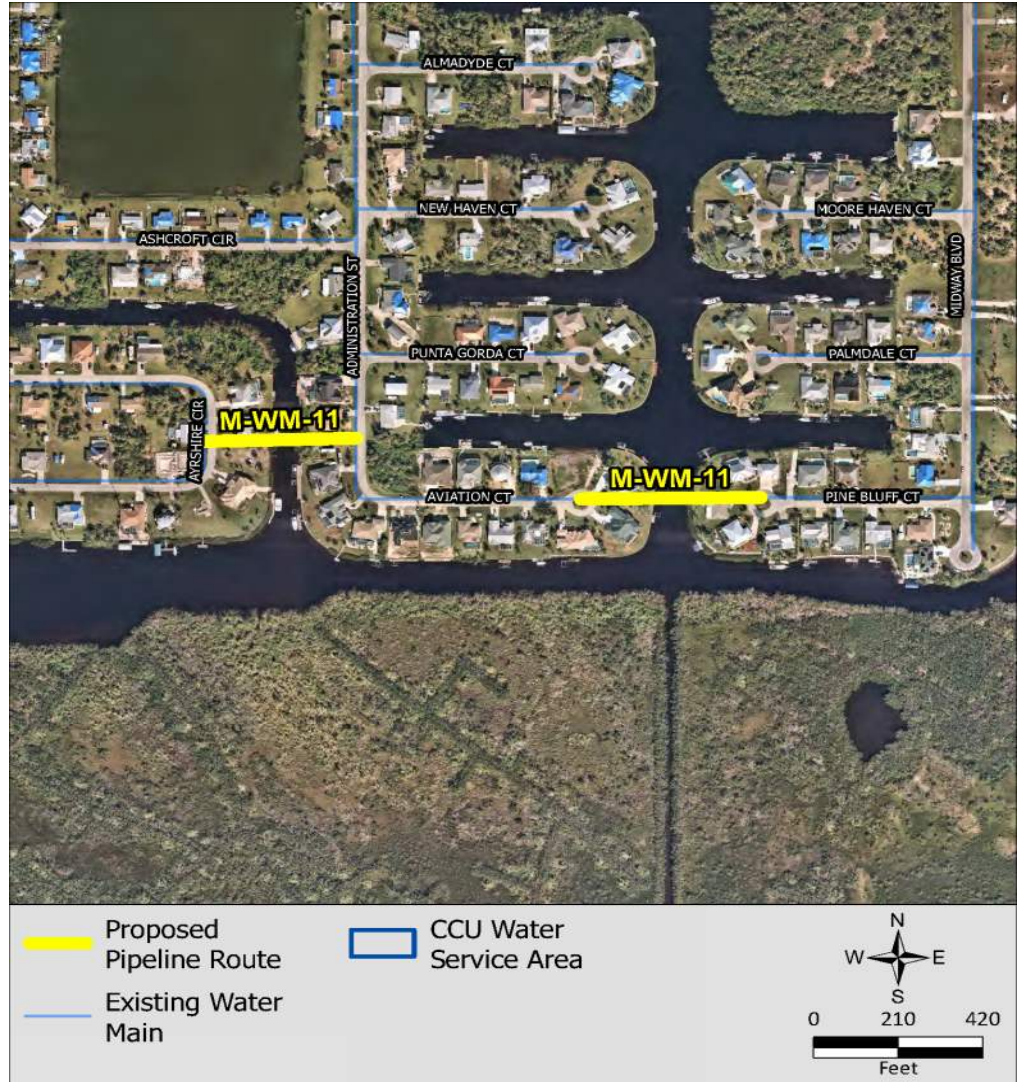 ALMADYDE CT
NEW HAVEN CT
MOORE HAVEN CT
ASHCROFT CIR
ADMINISTRATION ST
MIDWAY BLVD
PUNTA GORDA CT
PALMDALE CT
AYRSHIRE CIR
M-WM-11
M-WM-11
AVIATION CT
PINE BLUFF CT
Proposed
Pipeline Route
Existing Water
Main
CCU Water
Service Area
N
W E
S
0 210 420
Feet